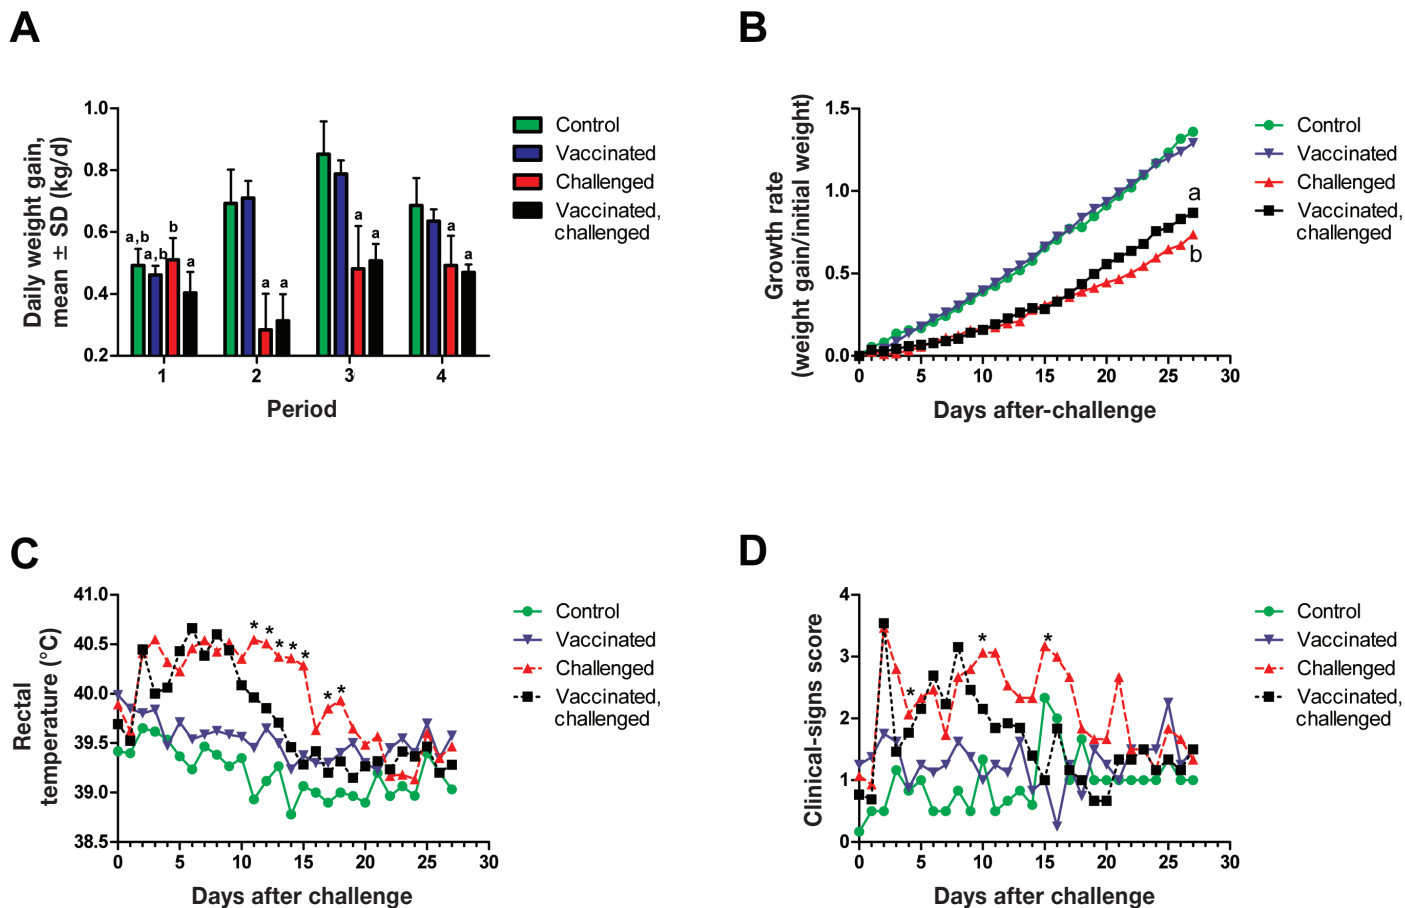 A
Daily weight gain,
mean ± SD (kg/d)
1.0
0.8
0.6
0.4
0.2
a,b
a,b
b
a
a
a
a
a
a
a
1
2
3
4
Period
Control
Vaccinated
Challenged
Vaccinated,
challenged
B
Growth rate
(weight gain/initial weight)
1.5
1.0
0.5
0.0
a
b
0
5
10
15
20
25
30
Days after-challenge
Control
Vaccinated
Challenged
Vaccinated,
challenged
C
Rectal
temperature (°C)
41.0
40.5
40.0
39.5
39.0
38.5
* * * * * * *
0
5
10
15
20
25
30
Days after challenge
Control
Vaccinated
Challenged
Vaccinated,
challenged
D
Clinical-signs score
4
3
2
1
0
* * *
0
5
10
15
20
25
30
Days after challenge
Control
Vaccinated
Challenged
Vaccinated,
challenged